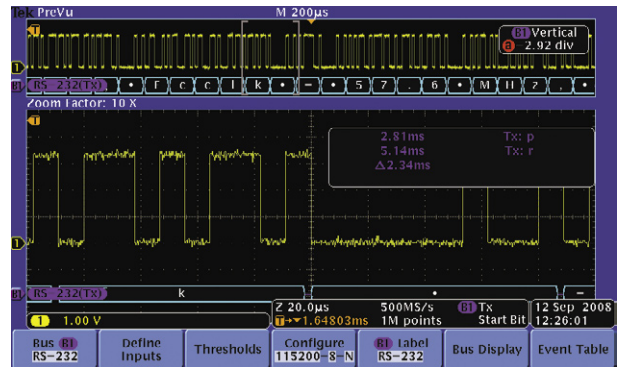 Tek PreVu M 200µs
B1 Vertical
a -2.92 div
B1 RS-232(Tx) • F c c l k • - • 5 7 . 6 • M H z , •
Zoom Factor: 10 X
2.81ms Tx: p
5.14ms Tx: r
Δ2.34ms
B1 RS-232(Tx) k • -
1 1.00 V
Z 20.0µs 500MS/s B1 Tx 12 Sep 2008
T→▼1.64803ms 1M points Start Bit 12:26:01
Bus B1 RS-232
Define Inputs
Thresholds
Configure 115200-8-N
B1 Label RS-232
Bus Display
Event Table